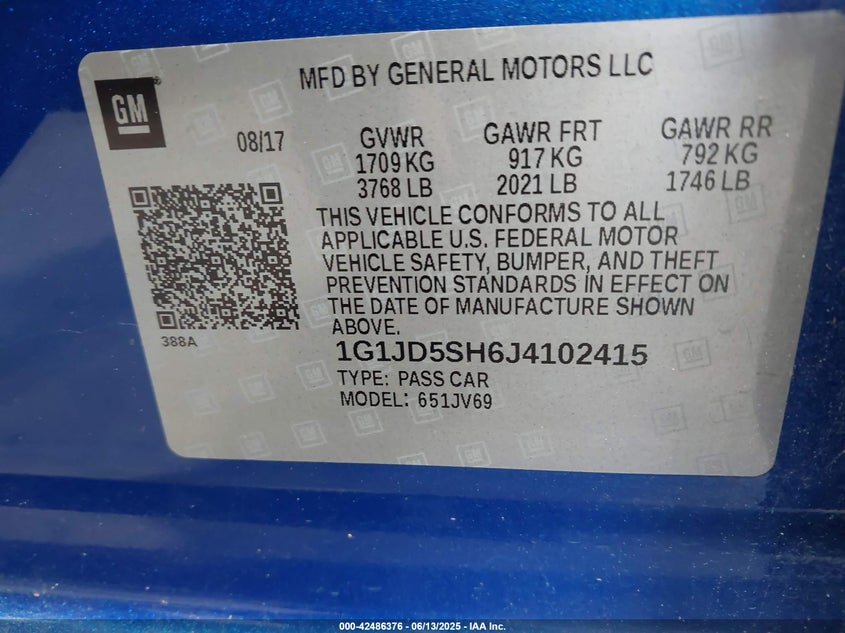 MFD BY GENERAL MOTORS LLC
GM®
08/17
GVWR GAWR FRT GAWR RR
1709 KG 917 KG 792 KG
3768 LB 2021 LB 1746 LB
THIS VEHICLE CONFORMS TO ALL
APPLICABLE U.S. FEDERAL MOTOR
VEHICLE SAFETY, BUMPER, AND THEFT
PREVENTION STANDARDS IN EFFECT ON
THE DATE OF MANUFACTURE SHOWN
ABOVE.
388A
1G1JD5SH6J4102415
TYPE: PASS CAR
MODEL: 651JV69
000-42486376 - 06/13/2025 - IAA Inc.